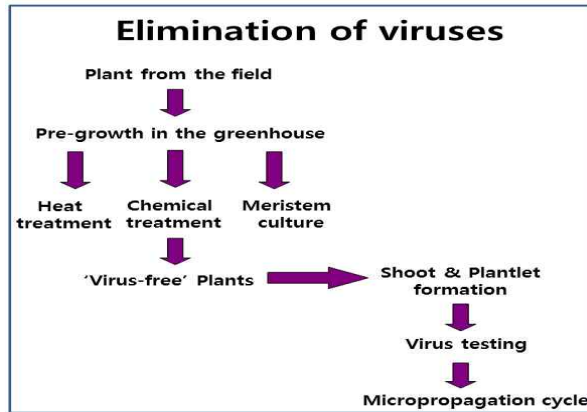 Elimination of viruses
Plant from the field
Pre-growth in the greenhouse
Heat
treatment
Chemical
treatment
Meristem
culture
‘Virus-free’ Plants
Shoot & Plantlet
formation
Virus testing
Micropropagation cycle